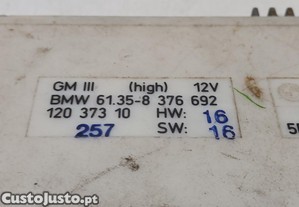 GM III (high) 12V
BMW 61.35-8 376 692
120 373 10 HW: 16
257 SW: 16
CustoJusto.pt